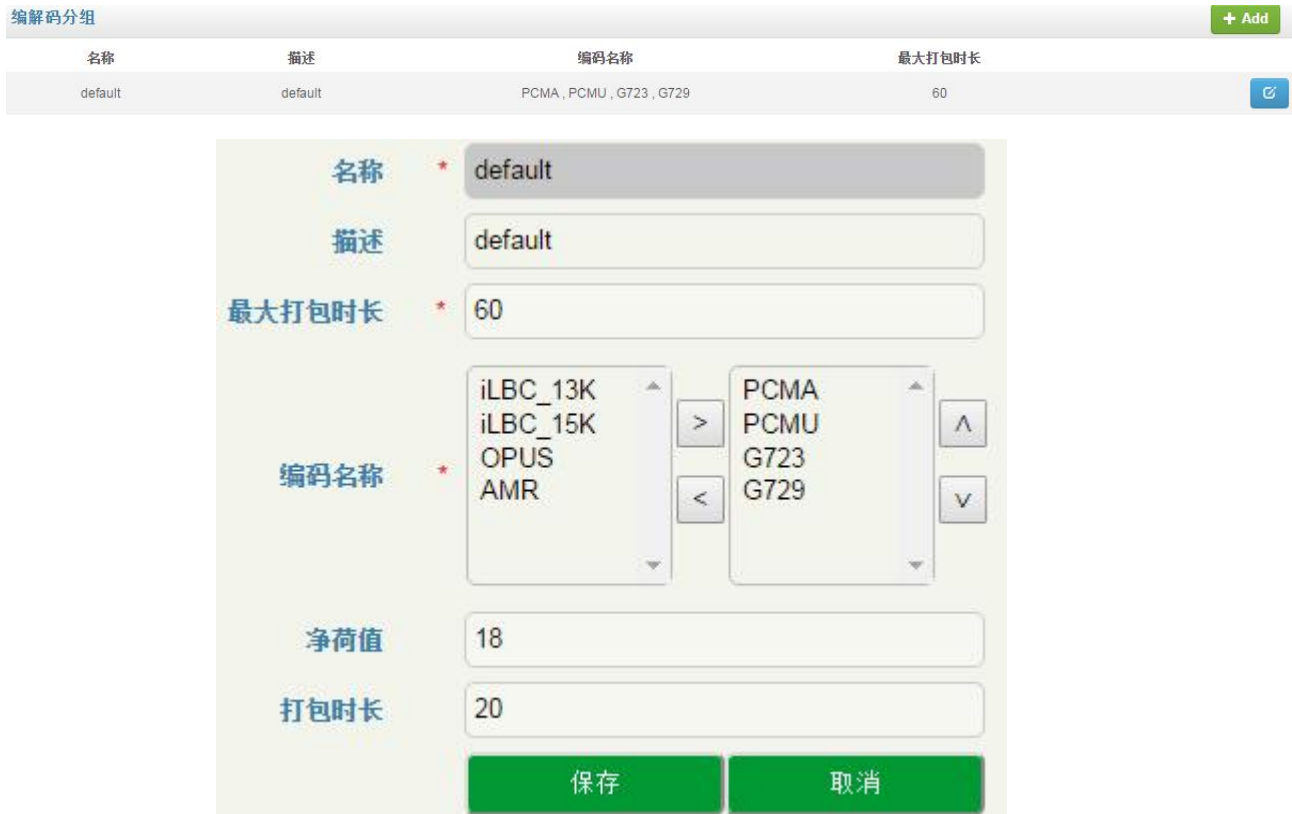 编解码分组
+ Add
名称 描述 编码名称 最大打包时长
default default PCMA , PCMU , G723 , G729 60
名称 * default
描述 default
最大打包时长 * 60
编码名称 *
iLBC_13K
iLBC_15K
OPUS
AMR
>
<
PCMA
PCMU
G723
G729
Λ
V
净荷值 18
打包时长 20
保存 取消